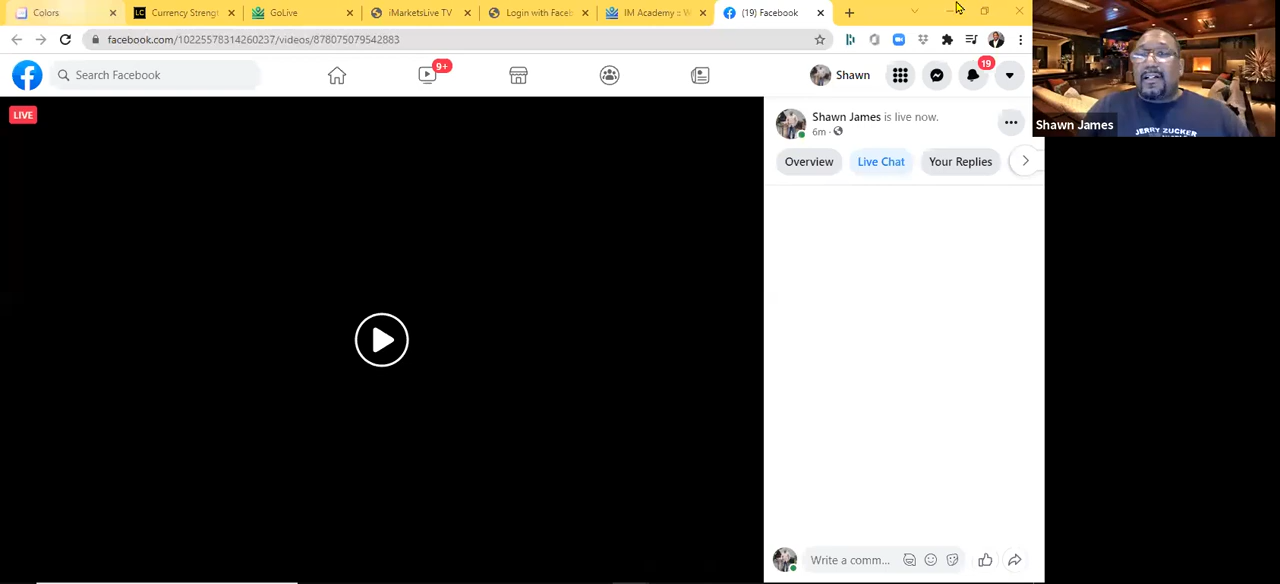 Colors
LC Currency Strengt
GoLive
iMarketsLive TV
Login with Faceb
IM Academy :: W
(19) Facebook
facebook.com/10225578314260237/videos/878075079542883
Search Facebook
9+
Shawn
19
LIVE
Shawn James is live now.
6m ·
Overview
Live Chat
Your Replies
Write a comm...
Shawn James
JERRY ZUCKER